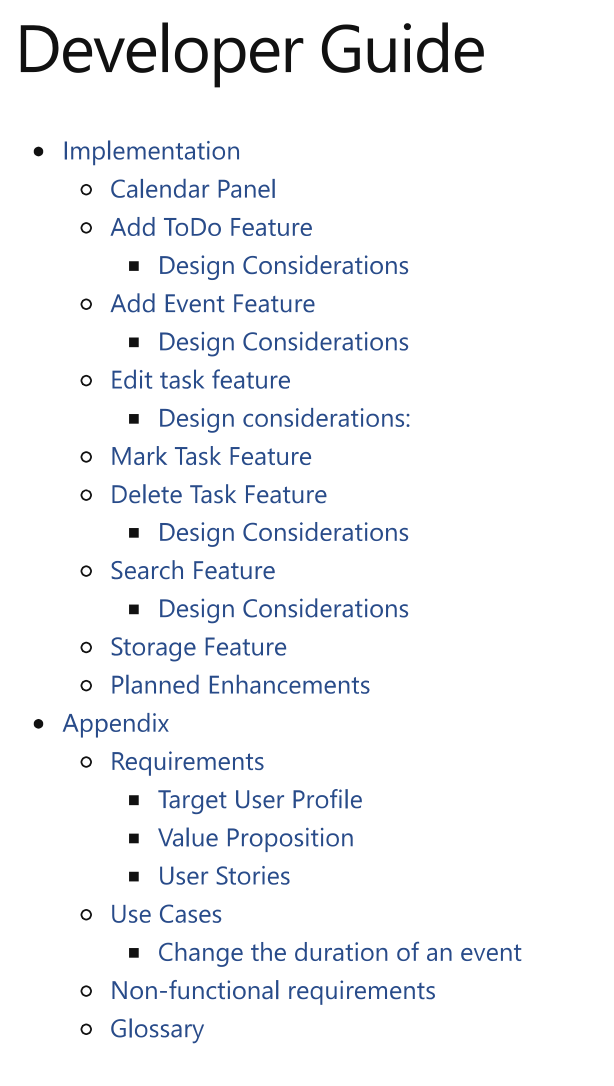 Developer Guide
Implementation
Calendar Panel
Add ToDo Feature
Design Considerations
Add Event Feature
Design Considerations
Edit task feature
Design considerations:
Mark Task Feature
Delete Task Feature
Design Considerations
Search Feature
Design Considerations
Storage Feature
Planned Enhancements
Appendix
Requirements
Target User Profile
Value Proposition
User Stories
Use Cases
Change the duration of an event
Non-functional requirements
Glossary